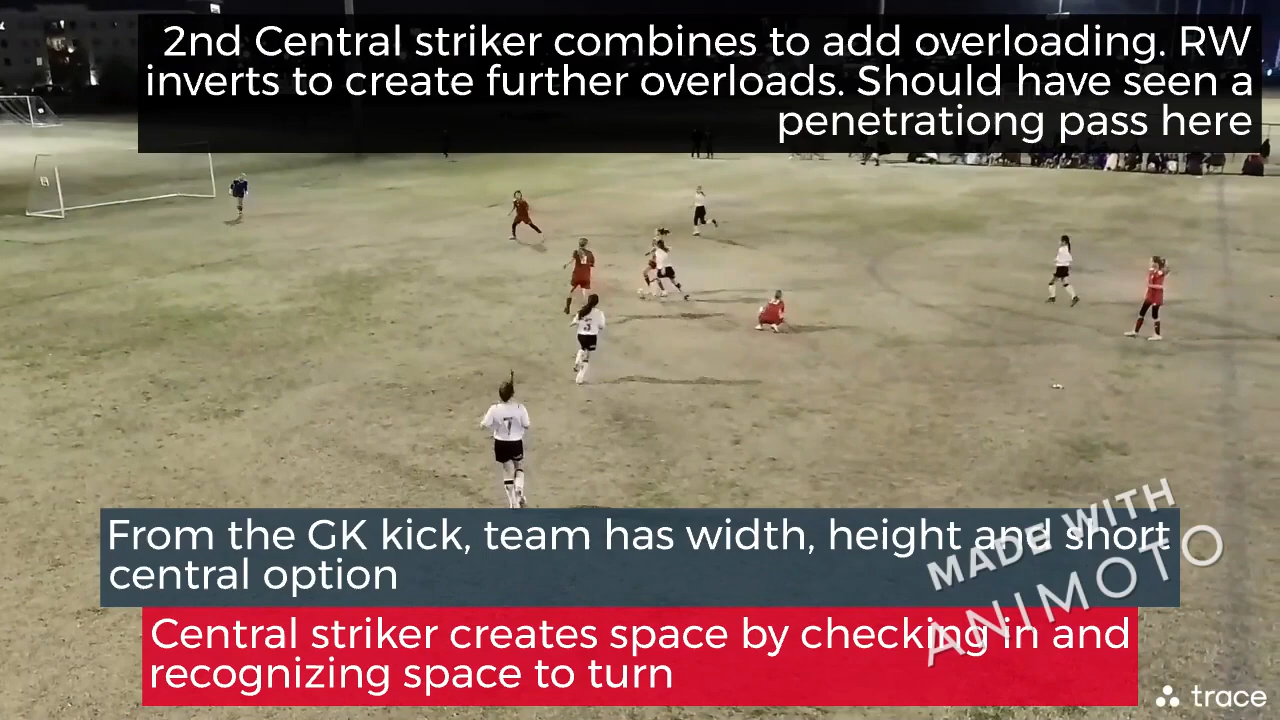 2nd Central striker combines to add overloading. RW
inverts to create further overloads. Should have seen a
penetrationg pass here
3
7
From the GK kick, team has width, height and short
central option
Central striker creates space by checking in and
recognizing space to turn
MADE WITH
ANIMOTO
trace